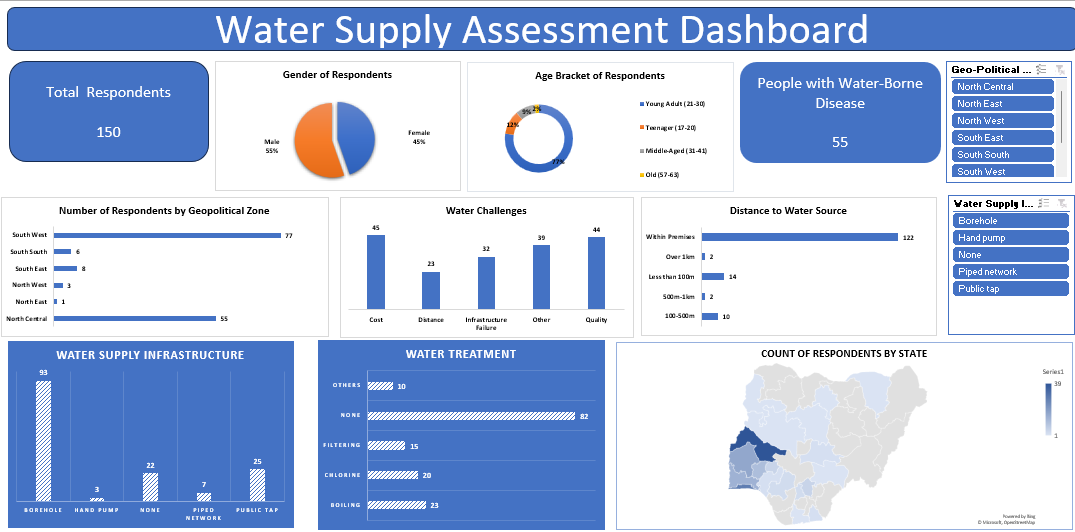 Water Supply Assessment Dashboard
Total Respondents
150
Gender of Respondents
Male
55%
Female
45%
Age Bracket of Respondents
2%
9%
12%
77%
Young Adult (21-30)
Teenager (17-20)
Middle-Aged (31-41)
Old (57-63)
People with Water-Borne
Disease
55
Geo-Political ...
North Central
North East
North West
South East
South South
South West
Number of Respondents by Geopolitical Zone
South West 77
South South 6
South East 8
North West 3
North East 1
North Central 55
Water Challenges
45
23
32
39
44
Cost
Distance
Infrastructure
Failure
Other
Quality
Distance to Water Source
Within Premises 122
Over 1km 2
Less than 100m 14
500m-1km 2
100-500m 10
Water Supply I...
Borehole
Hand pump
None
Piped network
Public tap
WATER SUPPLY INFRASTRUCTURE
93
3
22
7
25
BOREHOLE
HAND PUMP
NONE
PIPED
NETWORK
PUBLIC TAP
WATER TREATMENT
OTHERS 10
NONE 82
FILTERING 15
CHLORINE 20
BOILING 23
COUNT OF RESPONDENTS BY STATE
Series1
39
1
Powered by Bing
© Microsoft, OpenStreetMap